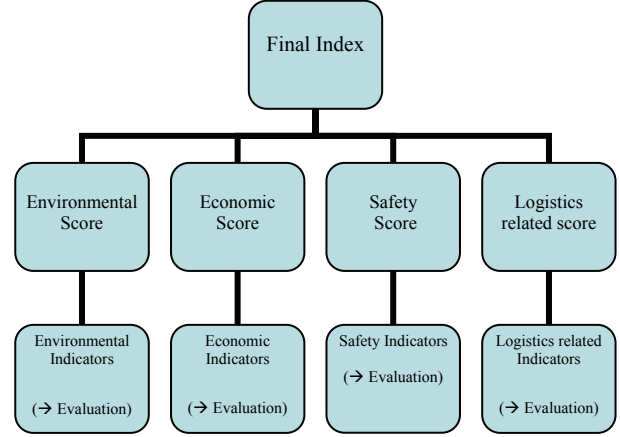 Final Index
Environmental
Score
Economic
Score
Safety
Score
Logistics
related score
Environmental
Indicators
(→ Evaluation)
Economic
Indicators
(→ Evaluation)
Safety Indicators
(→ Evaluation)
Logistics related
Indicators
(→ Evaluation)